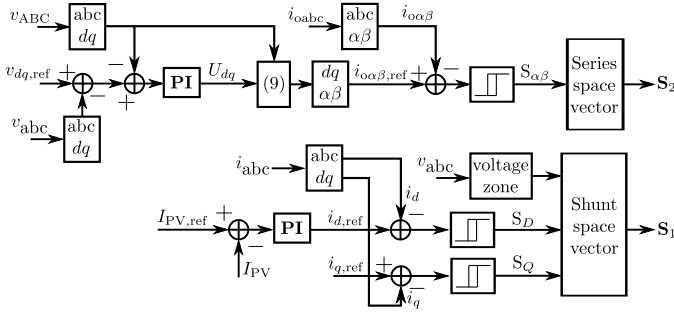 v_ABC
abc
dq
v_dq,ref
+
−
−
+
PI
U_dq
(9)
dq
αβ
v_abc
abc
dq
i_oabc
abc
αβ
i_oαβ
i_oαβ,ref
+
−
S_αβ
Series
space
vector
S_2
i_abc
abc
dq
i_d
v_abc
voltage
zone
I_PV,ref
+
−
I_PV
PI
i_d,ref
−
S_D
i_q,ref
+
−
i_q
S_Q
Shunt
space
vector
S_1